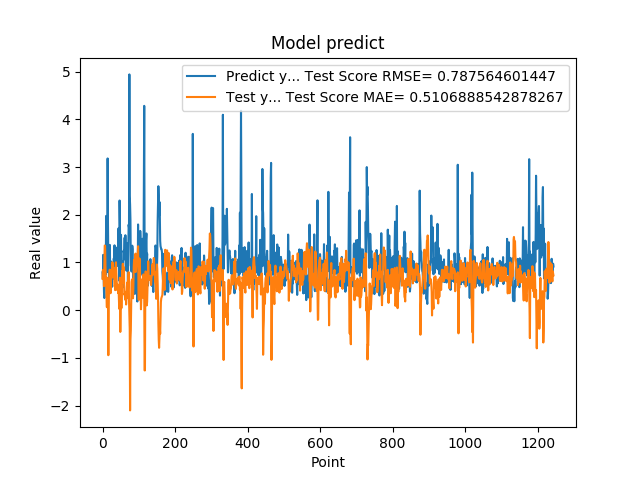 Model predict
Predict y... Test Score RMSE= 0.787564601447
Test y... Test Score MAE= 0.5106888542878267
Real value
5
4
3
2
1
0
−1
−2
0 200 400 600 800 1000 1200
Point